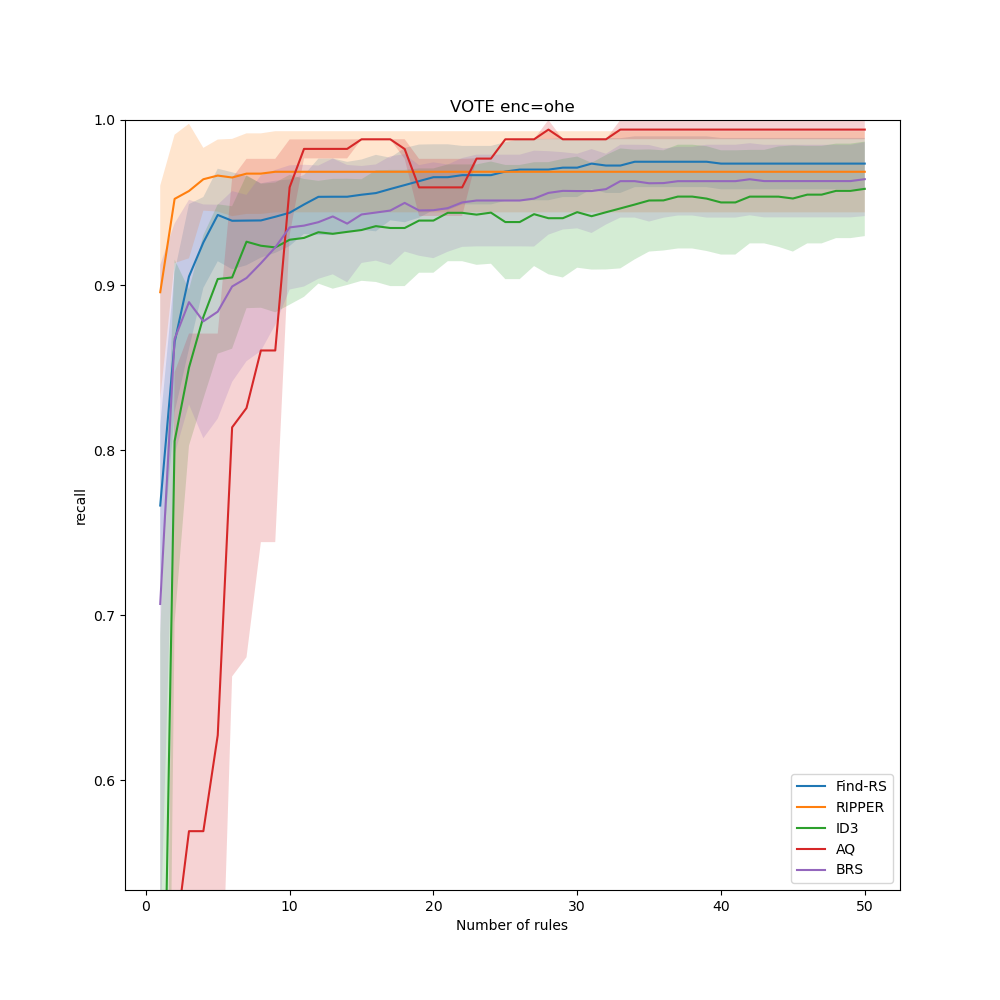 VOTE enc=ohe
1.0
0.9
0.8
0.7
0.6
recall
0
10
20
30
40
50
Number of rules
Find-RS
RIPPER
ID3
AQ
BRS